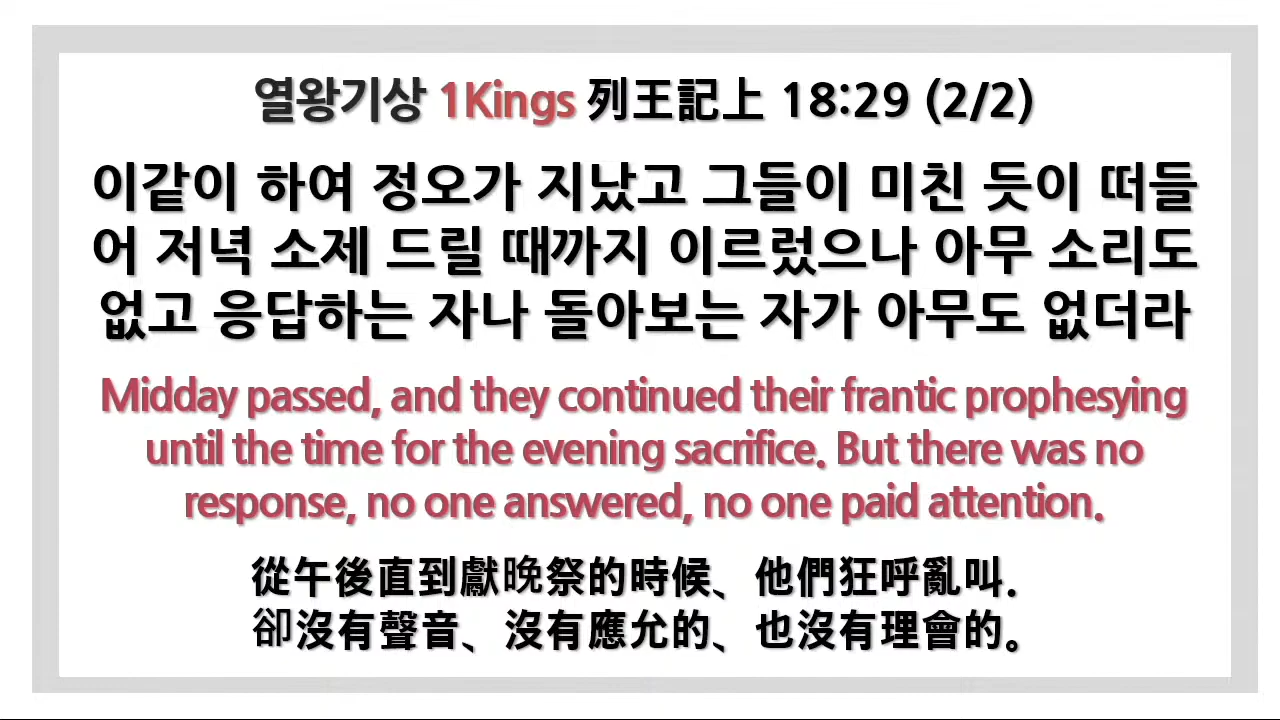 열왕기상 1Kings 列王記上 18:29 (2/2)
이같이 하여 정오가 지났고 그들이 미친 듯이 떠들
어 저녁 소제 드릴 때까지 이르렀으나 아무 소리도
없고 응답하는 자나 돌아보는 자가 아무도 없더라
Midday passed, and they continued their frantic prophesying
until the time for the evening sacrifice. But there was no
response, no one answered, no one paid attention.
從午後直到獻晚祭的時候、他們狂呼亂叫.
卻沒有聲音、沒有應允的、也沒有理會的。